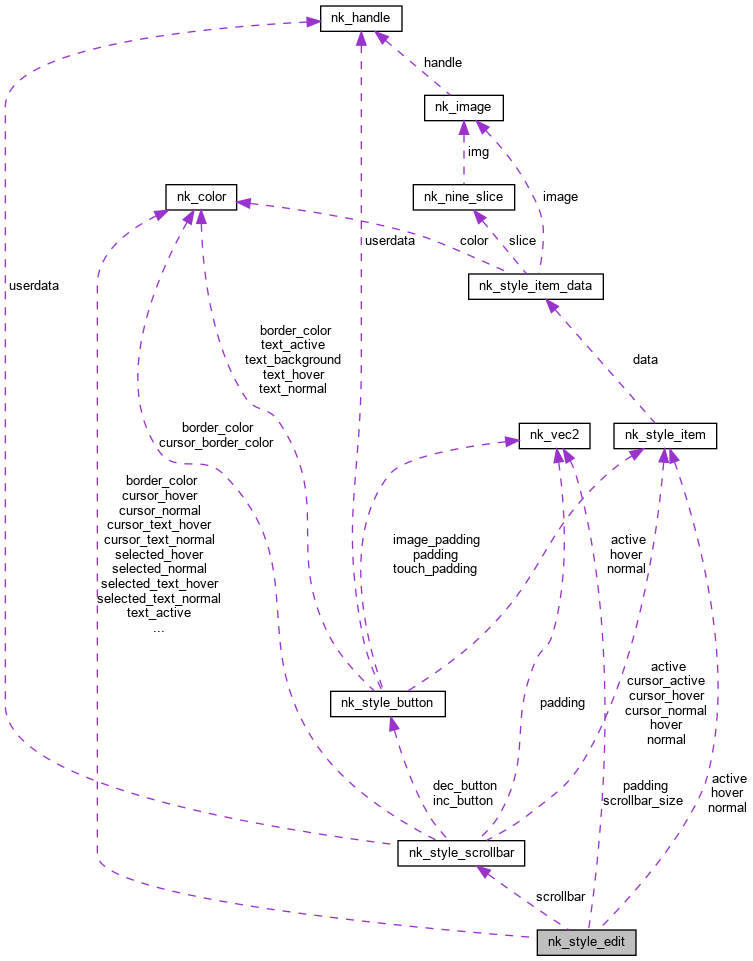 nk_handle
handle
nk_image
img
nk_color
nk_nine_slice
image
userdata
color
slice
userdata
nk_style_item_data
border_color
text_active
text_background
text_hover
text_normal
data
border_color
cursor_border_color
nk_vec2
nk_style_item
border_color
cursor_hover
cursor_normal
cursor_text_hover
cursor_text_normal
selected_hover
selected_normal
selected_text_hover
selected_text_normal
text_active
...
image_padding
padding
touch_padding
active
hover
normal
nk_style_button
padding
active
cursor_active
cursor_hover
cursor_normal
hover
normal
dec_button
inc_button
padding
scrollbar_size
active
hover
normal
nk_style_scrollbar
scrollbar
nk_style_edit